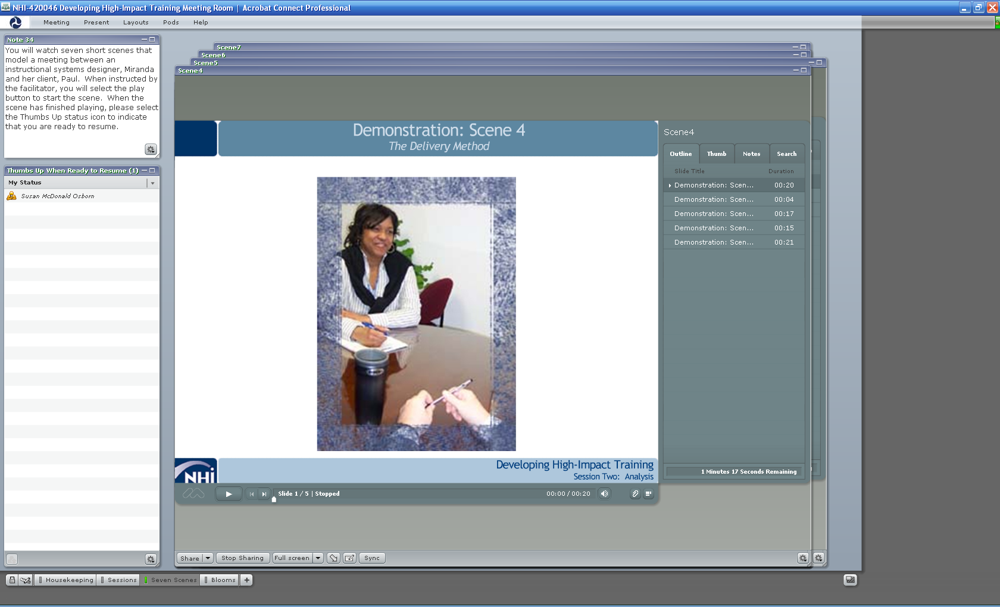 NHI-420046 Developing High-Impact Training Meeting Room | Acrobat Connect Professional
Meeting Present Layouts Pods Help
Note 34
You will watch seven short scenes that
model a meeting between an
instructional systems designer, Miranda
and her client, Paul.  When instructed by
the facilitator, you will select the play
button to start the scene.  When the
scene has finished playing, please select
the Thumbs Up status icon to indicate
that you are ready to resume.
Thumbs Up When Ready to Resume (1)
My Status
Susan McDonald Osborn
Scene7
Scene6
Scene5
Scene4
Demonstration: Scene 4
The Delivery Method
Scene4
Outline Thumb Notes Search
Slide Title Duration
Demonstration: Scen... 00:20
Demonstration: Scen... 00:04
Demonstration: Scen... 00:17
Demonstration: Scen... 00:15
Demonstration: Scen... 00:21
1 Minutes 17 Seconds Remaining
NHi
Developing High-Impact Training
Session Two:  Analysis
Slide 1 / 5 | Stopped 00:00 / 00:20
Share Stop Sharing Full screen Sync
Housekeeping Sessions Seven Scenes Blooms +